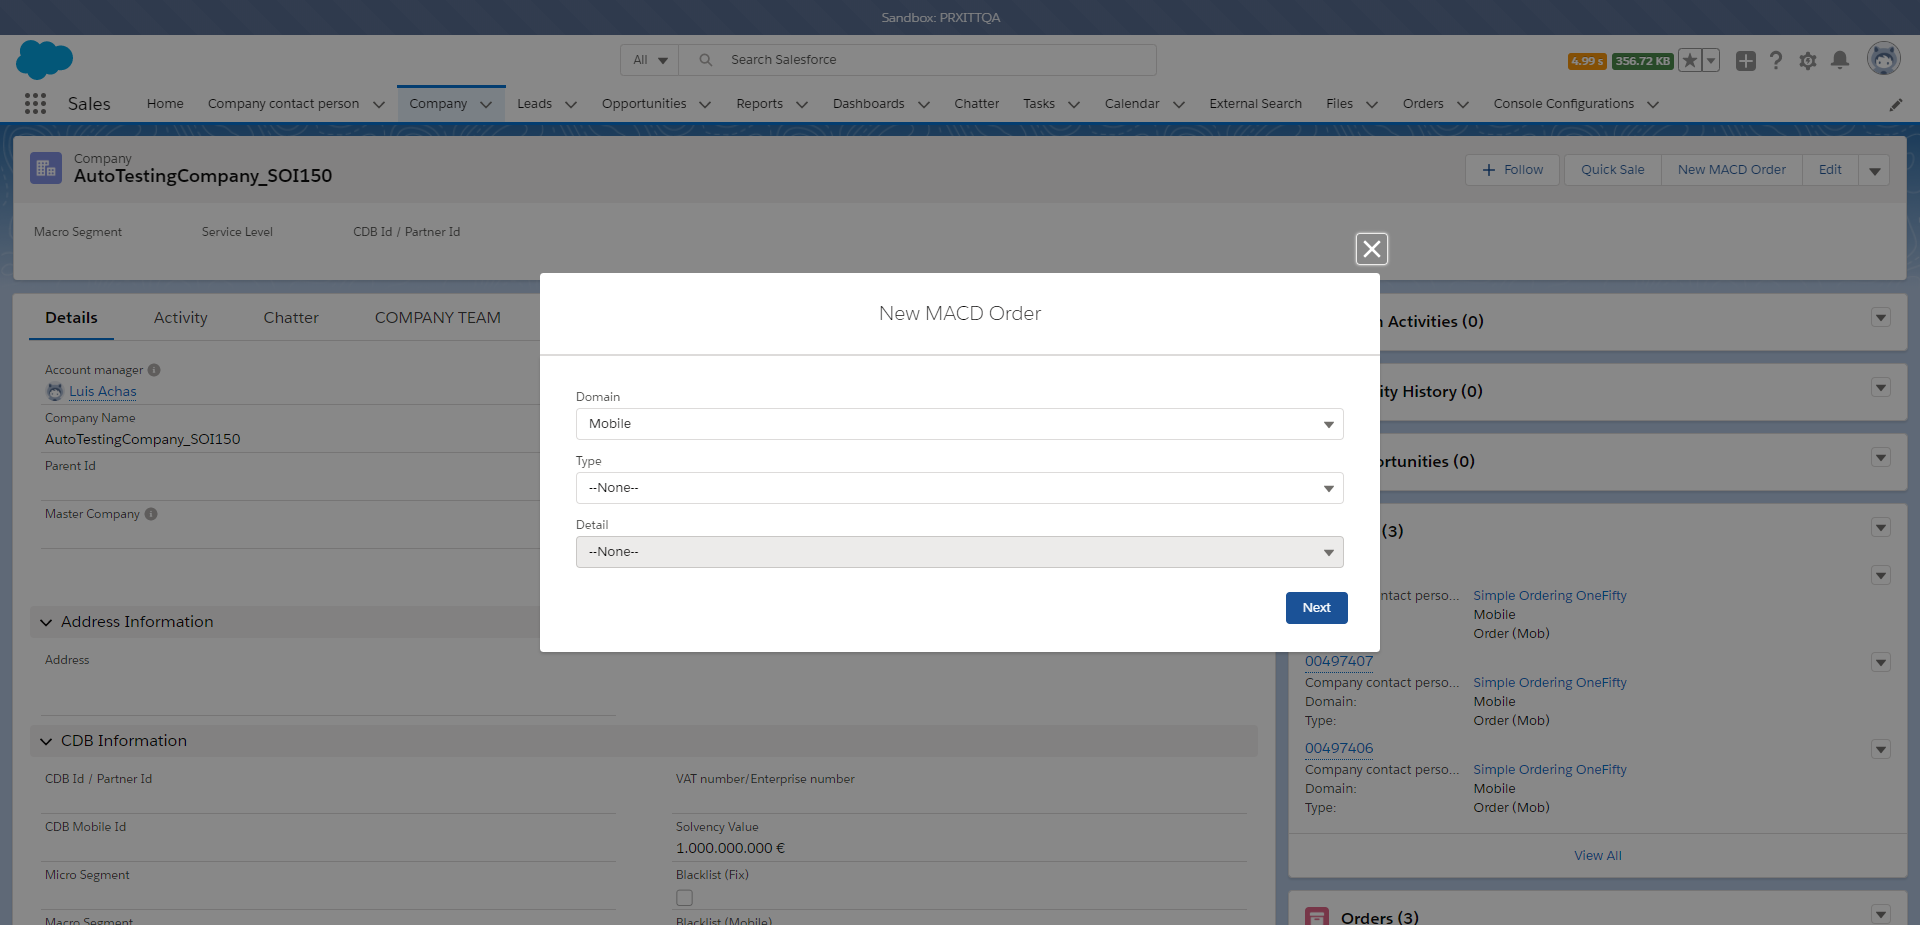 Sandbox: PRXITTQA
All
Search Salesforce
4.99 s
356.72 KB
Sales
Home
Company contact person
Company
Leads
Opportunities
Reports
Dashboards
Chatter
Tasks
Calendar
External Search
Files
Orders
Console Configurations
Company
AutoTestingCompany_SOI150
Follow
Quick Sale
New MACD Order
Edit
Macro Segment
Service Level
CDB Id / Partner Id
Details
Activity
Chatter
COMPANY TEAM
Account manager
Luis Achas
Company Name
AutoTestingCompany_SOI150
Parent Id
Master Company
Address Information
Address
CDB Information
CDB Id / Partner Id
VAT number/Enterprise number
CDB Mobile Id
Solvency Value
1.000.000.000 €
Micro Segment
Blacklist (Fix)
Macro Segment
Blacklist (Mobile)
New MACD Order
Domain
Mobile
Type
--None--
Detail
--None--
Next
Activities (0)
ity History (0)
ortunities (0)
(3)
ntact perso...
Simple Ordering OneFifty
Mobile
Order (Mob)
00497407
Company contact perso...
Simple Ordering OneFifty
Domain:
Mobile
Type:
Order (Mob)
00497406
Company contact perso...
Simple Ordering OneFifty
Domain:
Mobile
Type:
Order (Mob)
View All
Orders (3)